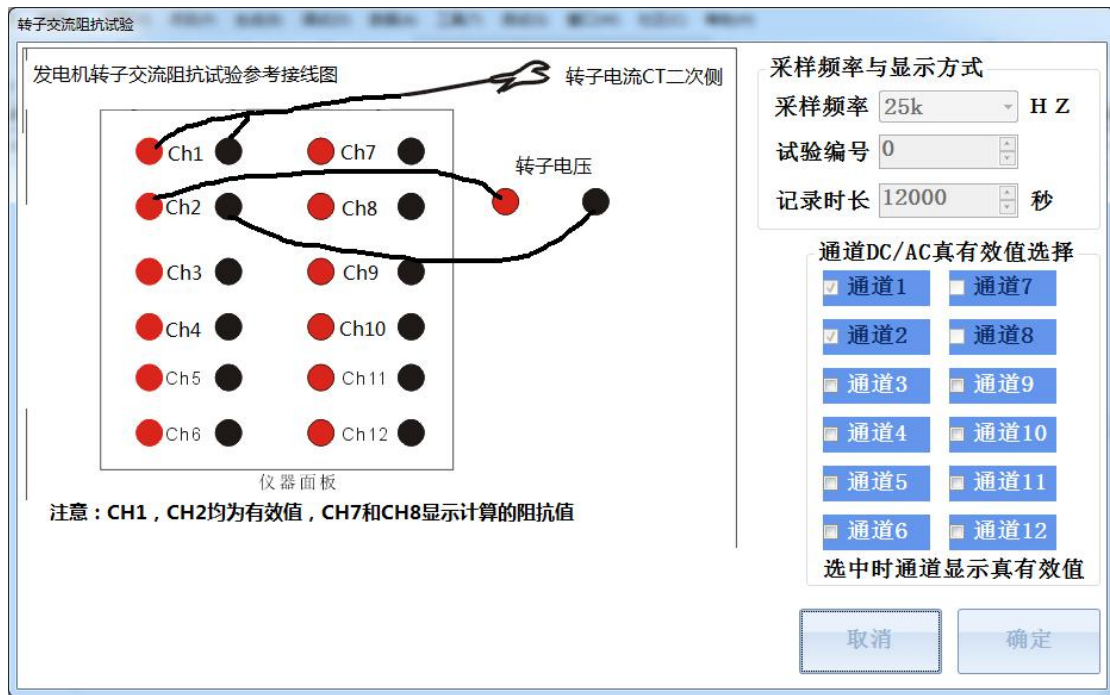 转子交流阻抗试验
发电机转子交流阻抗试验参考接线图
转子电流CT二次侧
Ch1
Ch7
转子电压
Ch2
Ch8
Ch3
Ch9
Ch4
Ch10
Ch5
Ch11
Ch6
Ch12
仪器面板
注意：CH1，CH2均为有效值，CH7和CH8显示计算的阻抗值
采样频率与显示方式
采样频率 25k H Z
试验编号 0
记录时长 12000 秒
通道DC/AC真有效值选择
通道1 通道7
通道2 通道8
通道3 通道9
通道4 通道10
通道5 通道11
通道6 通道12
选中时通道显示真有效值
取消 确定